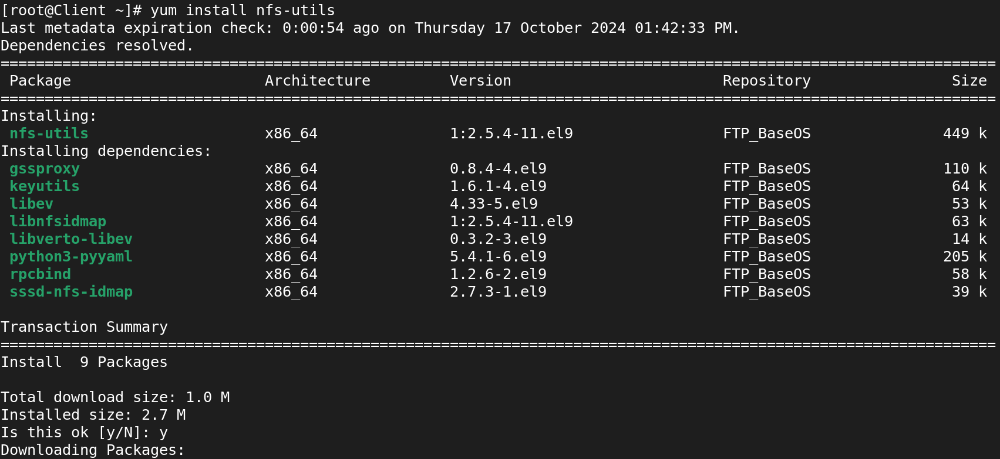 [root@Client ~]# yum install nfs-utils
Last metadata expiration check: 0:00:54 ago on Thursday 17 October 2024 01:42:33 PM.
Dependencies resolved.
=================================================================================================================
 Package                      Architecture         Version                        Repository                Size
=================================================================================================================
Installing:
 nfs-utils                    x86_64               1:2.5.4-11.el9                 FTP_BaseOS               449 k
Installing dependencies:
 gssproxy                     x86_64               0.8.4-4.el9                    FTP_BaseOS               110 k
 keyutils                     x86_64               1.6.1-4.el9                    FTP_BaseOS                64 k
 libev                        x86_64               4.33-5.el9                     FTP_BaseOS                53 k
 libnfsidmap                  x86_64               1:2.5.4-11.el9                 FTP_BaseOS                63 k
 libverto-libev               x86_64               0.3.2-3.el9                    FTP_BaseOS                14 k
 python3-pyyaml               x86_64               5.4.1-6.el9                    FTP_BaseOS               205 k
 rpcbind                      x86_64               1.2.6-2.el9                    FTP_BaseOS                58 k
 sssd-nfs-idmap               x86_64               2.7.3-1.el9                    FTP_BaseOS                39 k

Transaction Summary
=================================================================================================================
Install  9 Packages

Total download size: 1.0 M
Installed size: 2.7 M
Is this ok [y/N]: y
Downloading Packages: